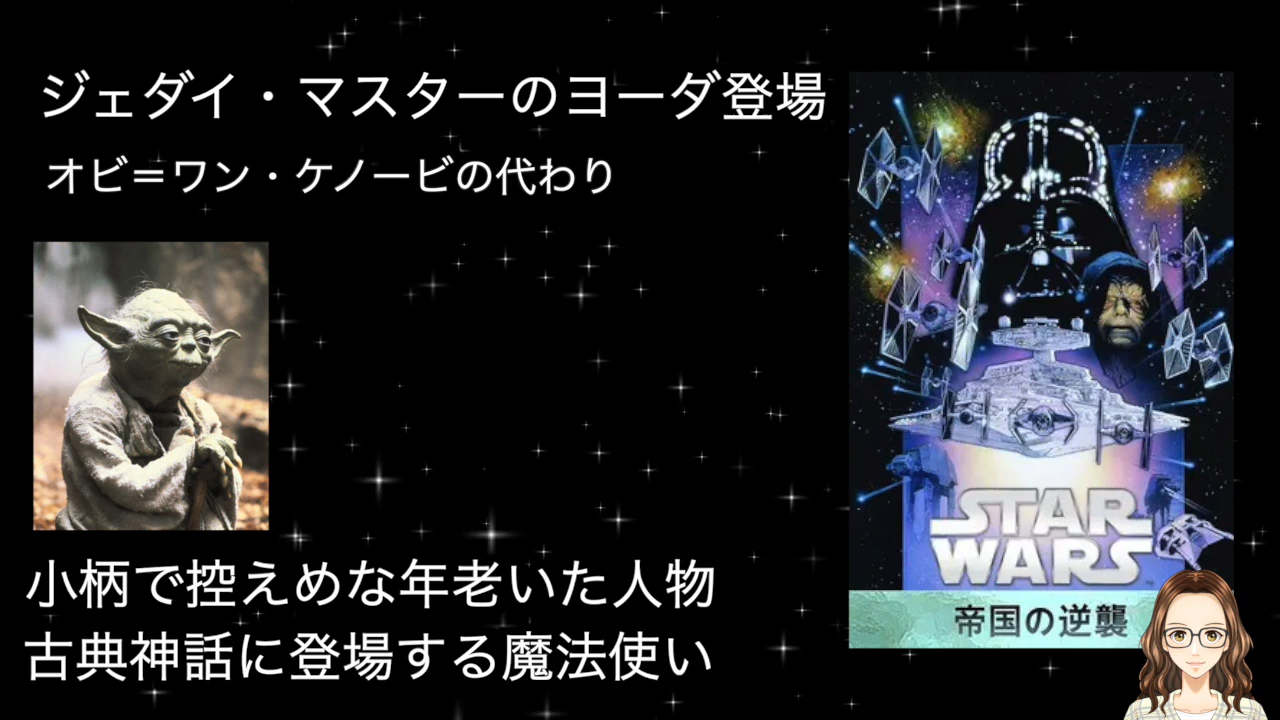 ジェダイ・マスターのヨーダ登場
オビ＝ワン・ケノービの代わり
小柄で控えめな年老いた人物
古典神話に登場する魔法使い
STAR
WARS
帝国の逆襲